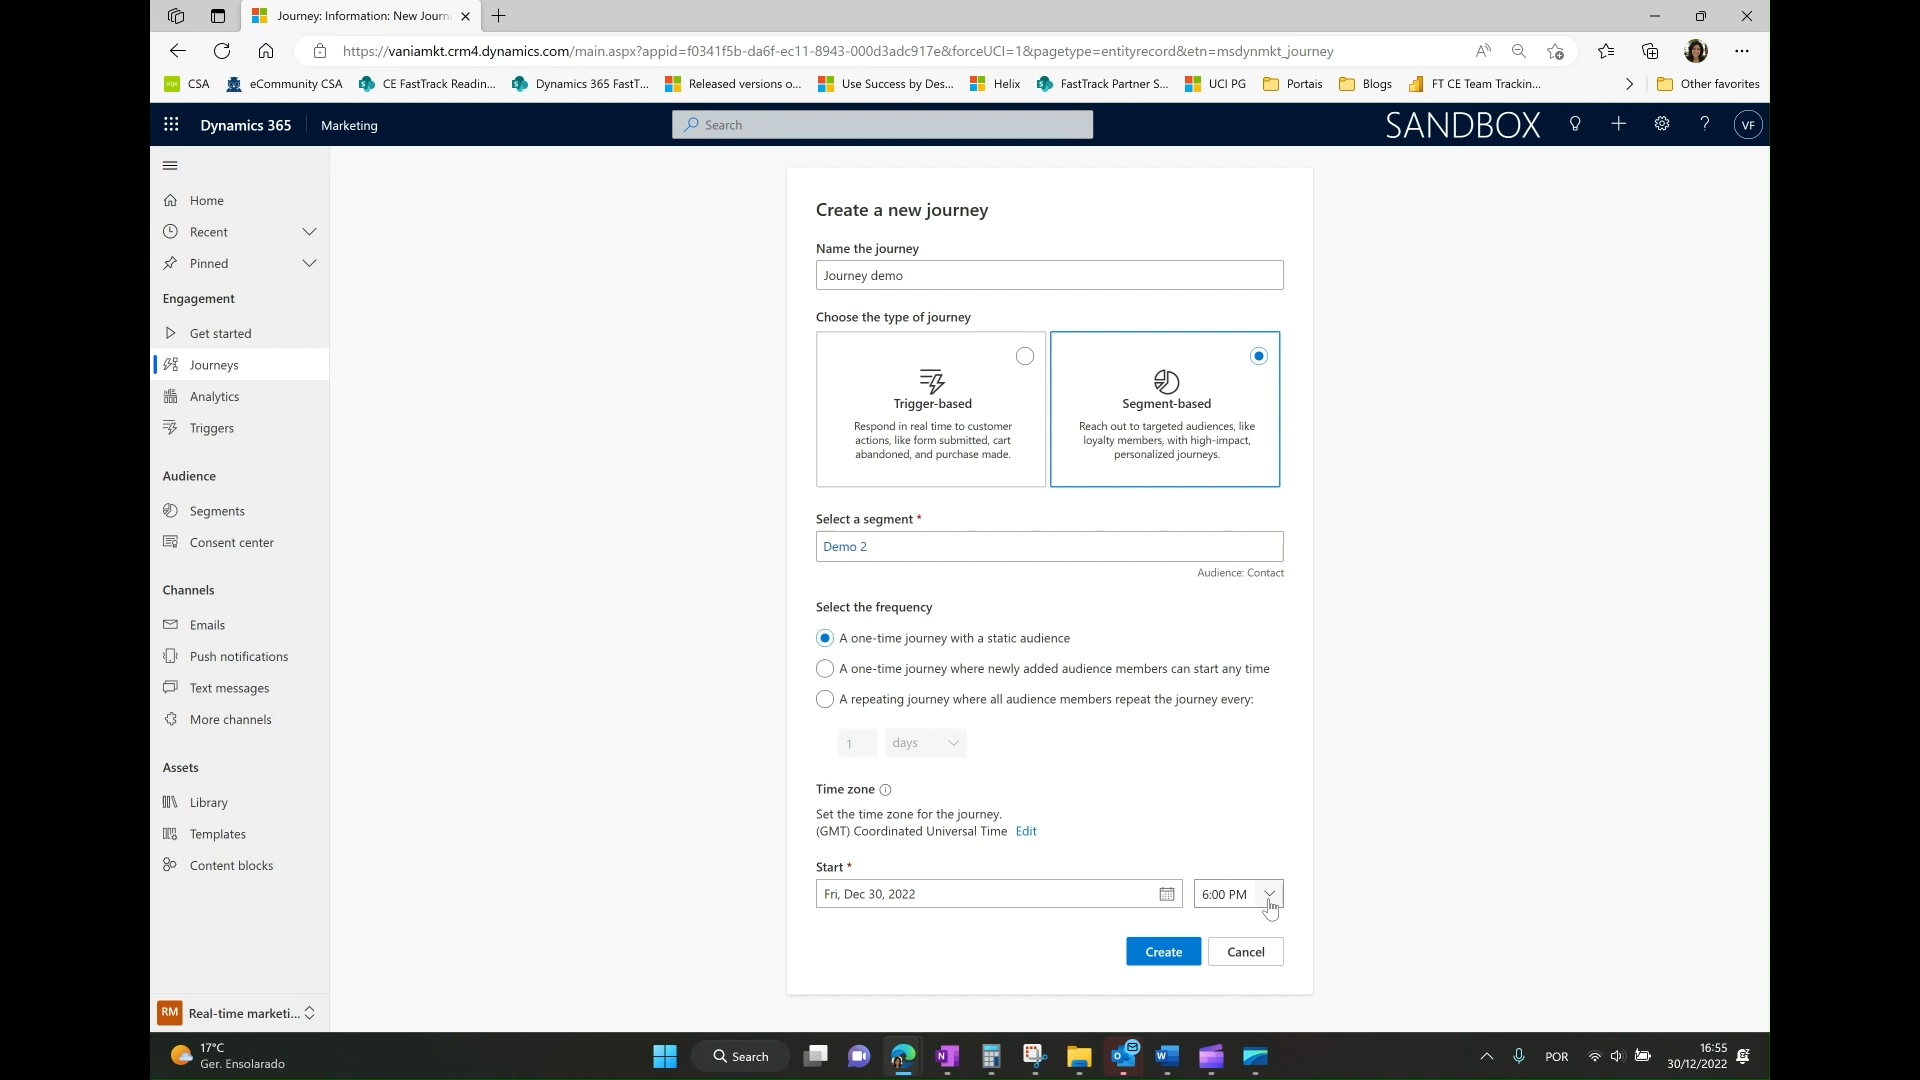 Journey: Information: New Journ
https://vaniamkt.crm4.dynamics.com/main.aspx?appid=f0341f5b-da6f-ec11-8943-000d3adc917e&forceUCI=1&pagetype=entityrecord&etn=msdynmkt_journey
CSA
eCommunity CSA
CE FastTrack Readin...
Dynamics 365 FastT...
Released versions o...
Use Success by Des...
Helix
FastTrack Partner S...
UCI PG
Portais
Blogs
FT CE Team Trackin...
Other favorites
Dynamics 365
Marketing
Search
SANDBOX
VF
Home
Recent
Pinned
Engagement
Get started
Journeys
Analytics
Triggers
Audience
Segments
Consent center
Channels
Emails
Push notifications
Text messages
More channels
Assets
Library
Templates
Content blocks
RM
Real-time marketi...
Create a new journey
Name the journey
Journey demo
Choose the type of journey
Trigger-based
Respond in real time to customer
actions, like form submitted, cart
abandoned, and purchase made.
Segment-based
Reach out to targeted audiences, like
loyalty members, with high-impact,
personalized journeys.
Select a segment *
Demo 2
Audience: Contact
Select the frequency
A one-time journey with a static audience
A one-time journey where newly added audience members can start any time
A repeating journey where all audience members repeat the journey every:
1
days
Time zone
Set the time zone for the journey.
(GMT) Coordinated Universal Time Edit
Start *
Fri, Dec 30, 2022
6:00 PM
Create
Cancel
17°C
Ger. Ensolarado
Search
POR
16:55
30/12/2022